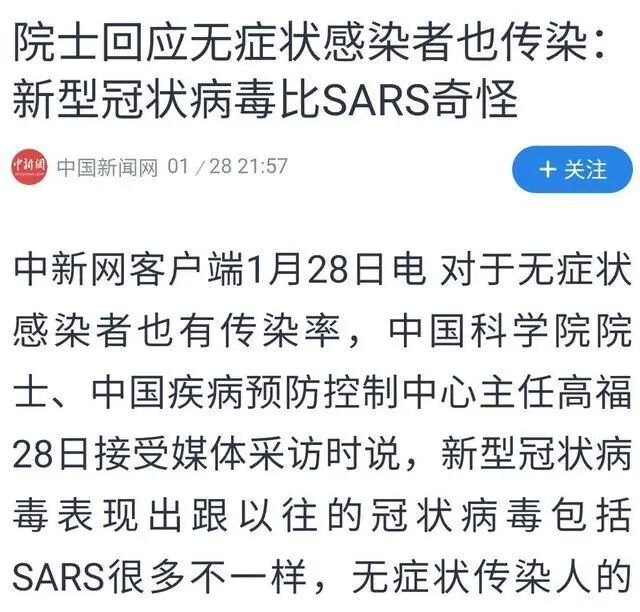 院士回应无症状感染者也传染：
新型冠状病毒比SARS奇怪
中新網
中国新闻网 01/28 21:57
+ 关注
中新网客户端1月28日电 对于无症状
感染者也有传染率，中国科学院院
士、中国疾病预防控制中心主任高福
28日接受媒体采访时说，新型冠状病
毒表现出跟以往的冠状病毒包括
SARS很多不一样，无症状传染人的